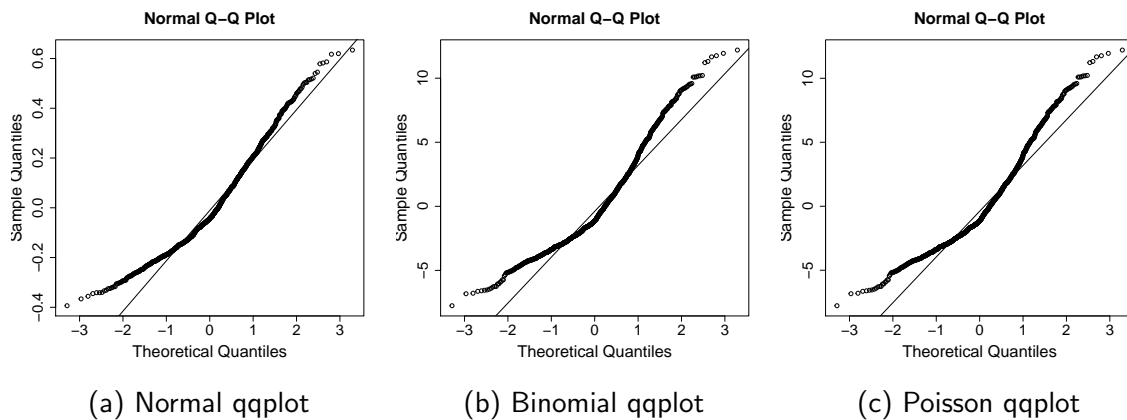 Normal Q−Q Plot
Sample Quantiles
−0.4 −0.2 0.0 0.2 0.4 0.6
−3 −2 −1 0 1 2 3
Theoretical Quantiles
(a) Normal qqplot
Normal Q−Q Plot
Sample Quantiles
−5 0 5 10
−3 −2 −1 0 1 2 3
Theoretical Quantiles
(b) Binomial qqplot
Normal Q−Q Plot
Sample Quantiles
−5 0 5 10
−3 −2 −1 0 1 2 3
Theoretical Quantiles
(c) Poisson qqplot